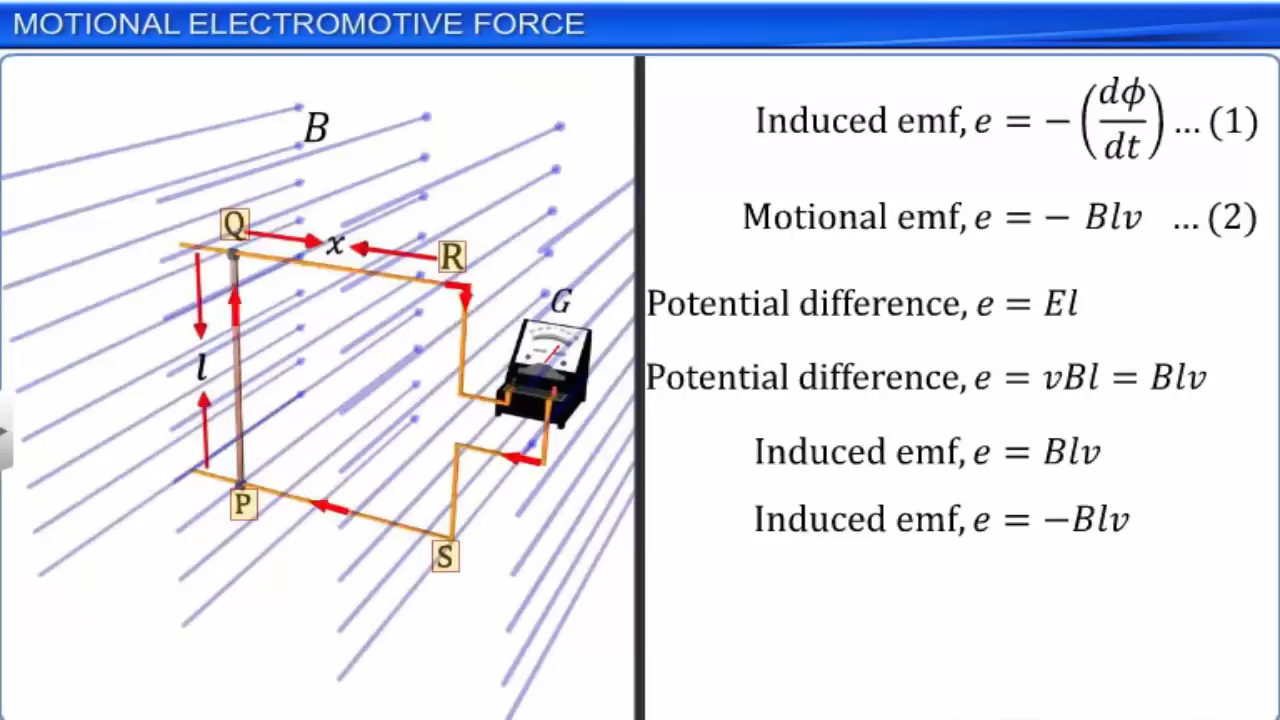 MOTIONAL ELECTROMOTIVE FORCE
B
Q
x
R
G
l
P
S
Induced emf, e = −(dϕ/dt) ... (1)
Motional emf, e = − Blv ... (2)
Potential difference, e = El
Potential difference, e = vBl = Blv
Induced emf, e = Blv
Induced emf, e = −Blv